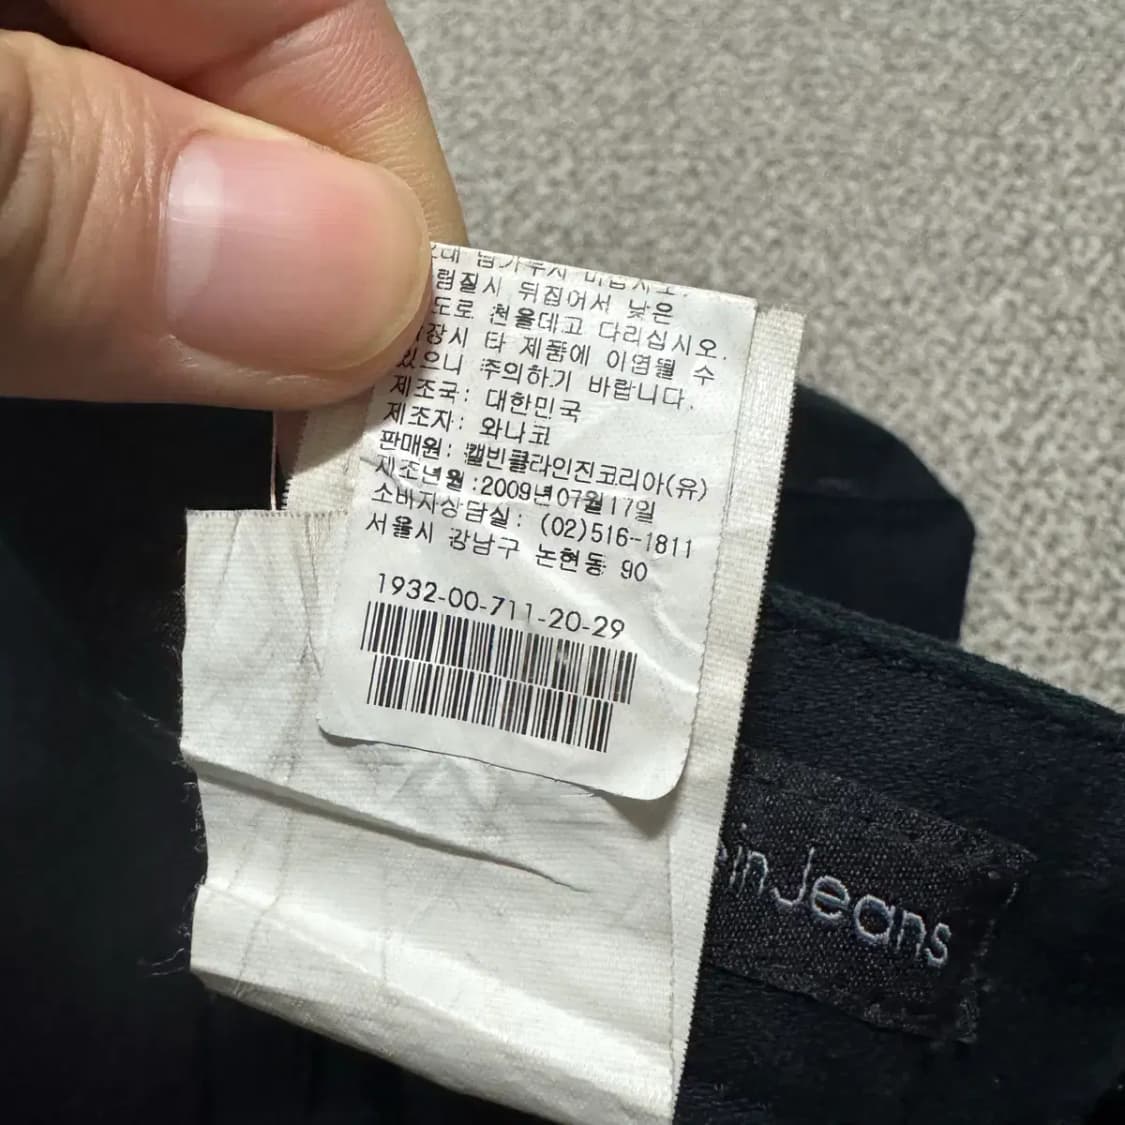 럼질시 뒤집어서 낮은
도로 천을데고 다리십시오.
장시 타 제품에 이염될 수
있으니 주의하기 바랍니다.
제조국: 대한민국
제조자: 와나코
판매원: 캘빈클라인진코리아(유)
제조년월:2009년07월17일
소비자상담실: (02)516-1811
서울시 강남구 논현동 90
1932-00-711-20-29
in Jeans